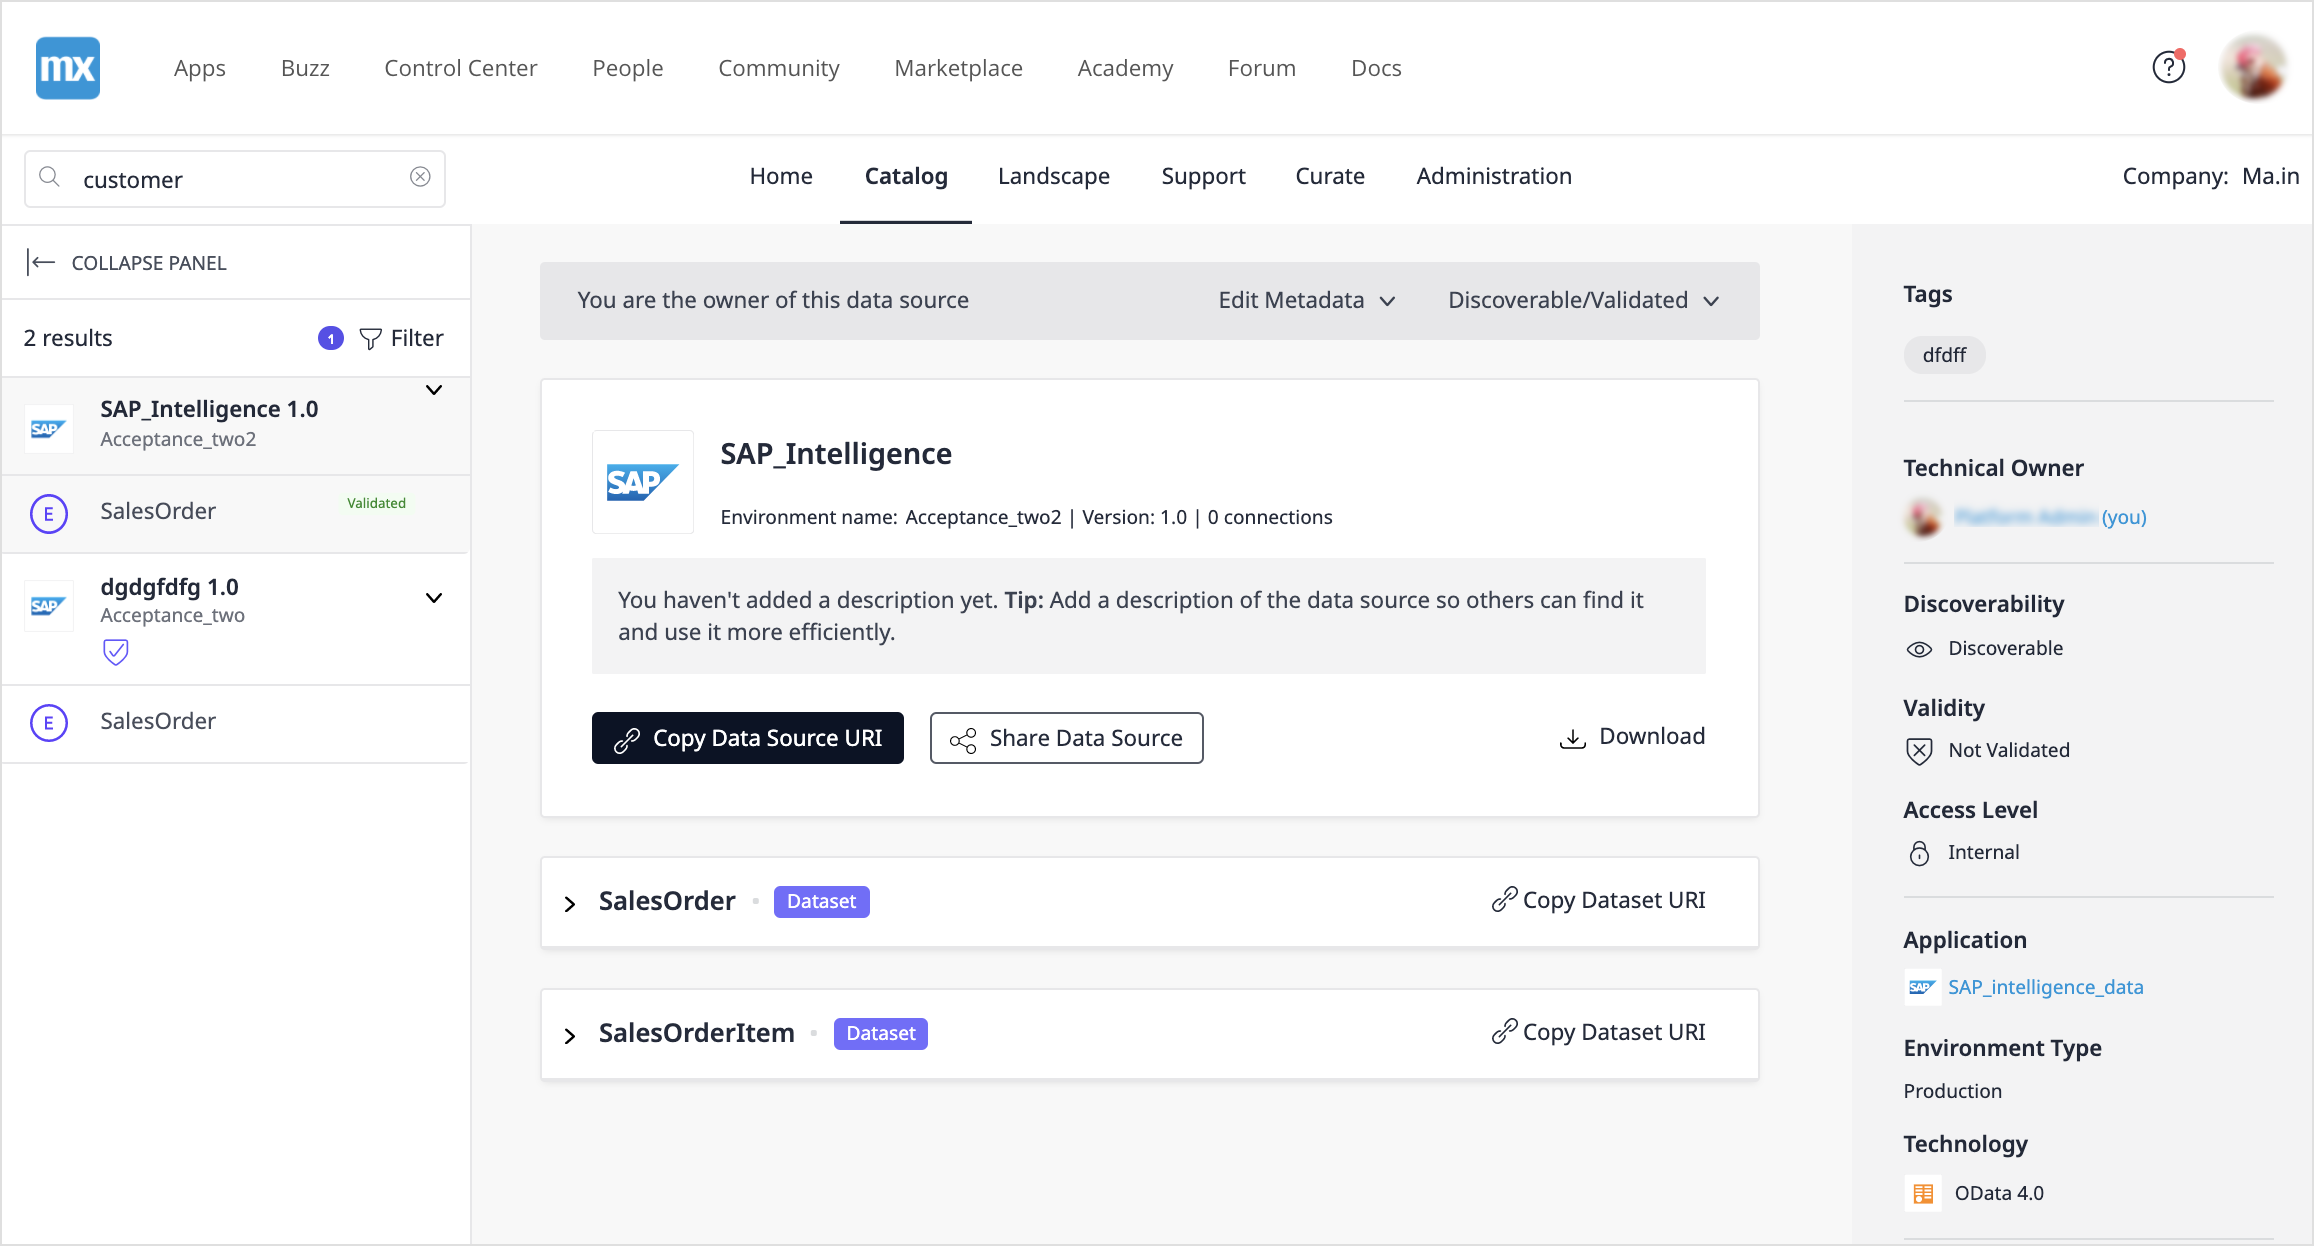 mx
Apps Buzz Control Center People Community Marketplace Academy Forum Docs
?
customer
Home Catalog Landscape Support Curate Administration
Company: Ma.in
COLLAPSE PANEL
2 results 1 Filter
SAP SAP_Intelligence 1.0
Acceptance_two2
E SalesOrder Validated
SAP dgdgfdfg 1.0
Acceptance_two
E SalesOrder
You are the owner of this data source Edit Metadata Discoverable/Validated
SAP SAP_Intelligence
Environment name: Acceptance_two2 | Version: 1.0 | 0 connections
You haven't added a description yet. Tip: Add a description of the data source so others can find it
and use it more efficiently.
Copy Data Source URI Share Data Source Download
SalesOrder Dataset Copy Dataset URI
SalesOrderItem Dataset Copy Dataset URI
Tags
dfdff
Technical Owner
(you)
Discoverability
Discoverable
Validity
Not Validated
Access Level
Internal
Application
SAP SAP_intelligence_data
Environment Type
Production
Technology
OData 4.0